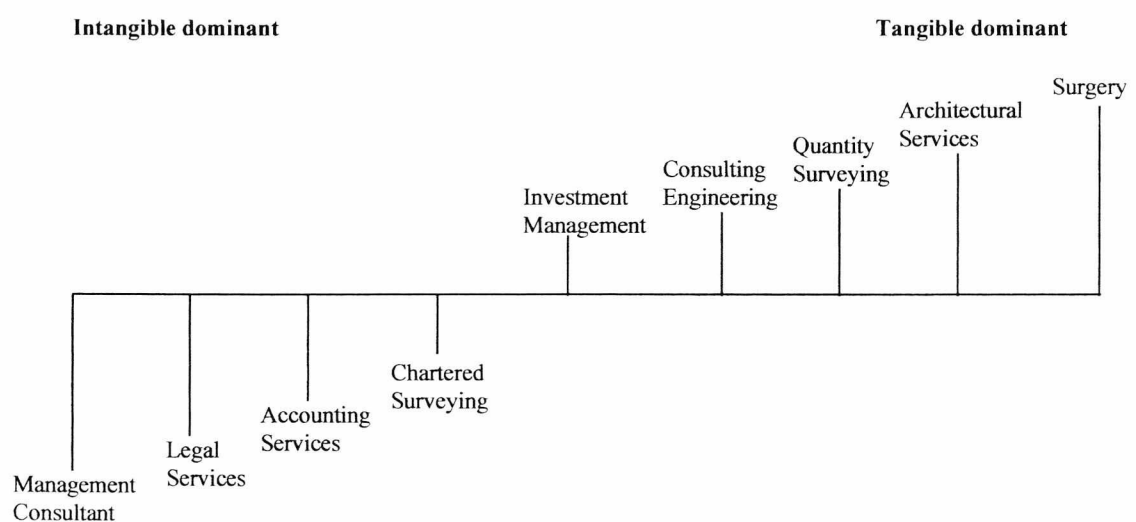 Intangible dominant
Tangible dominant
Surgery
Architectural
Services
Quantity
Surveying
Consulting
Engineering
Investment
Management
Chartered
Surveying
Accounting
Services
Legal
Services
Management
Consultant